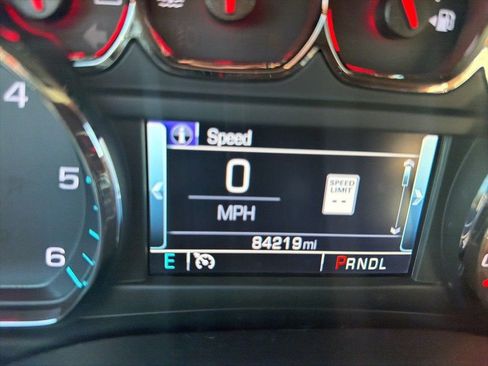 4
5
6
Speed
0
MPH
SPEED
LIMIT
--
84219mi
E
PRNDL